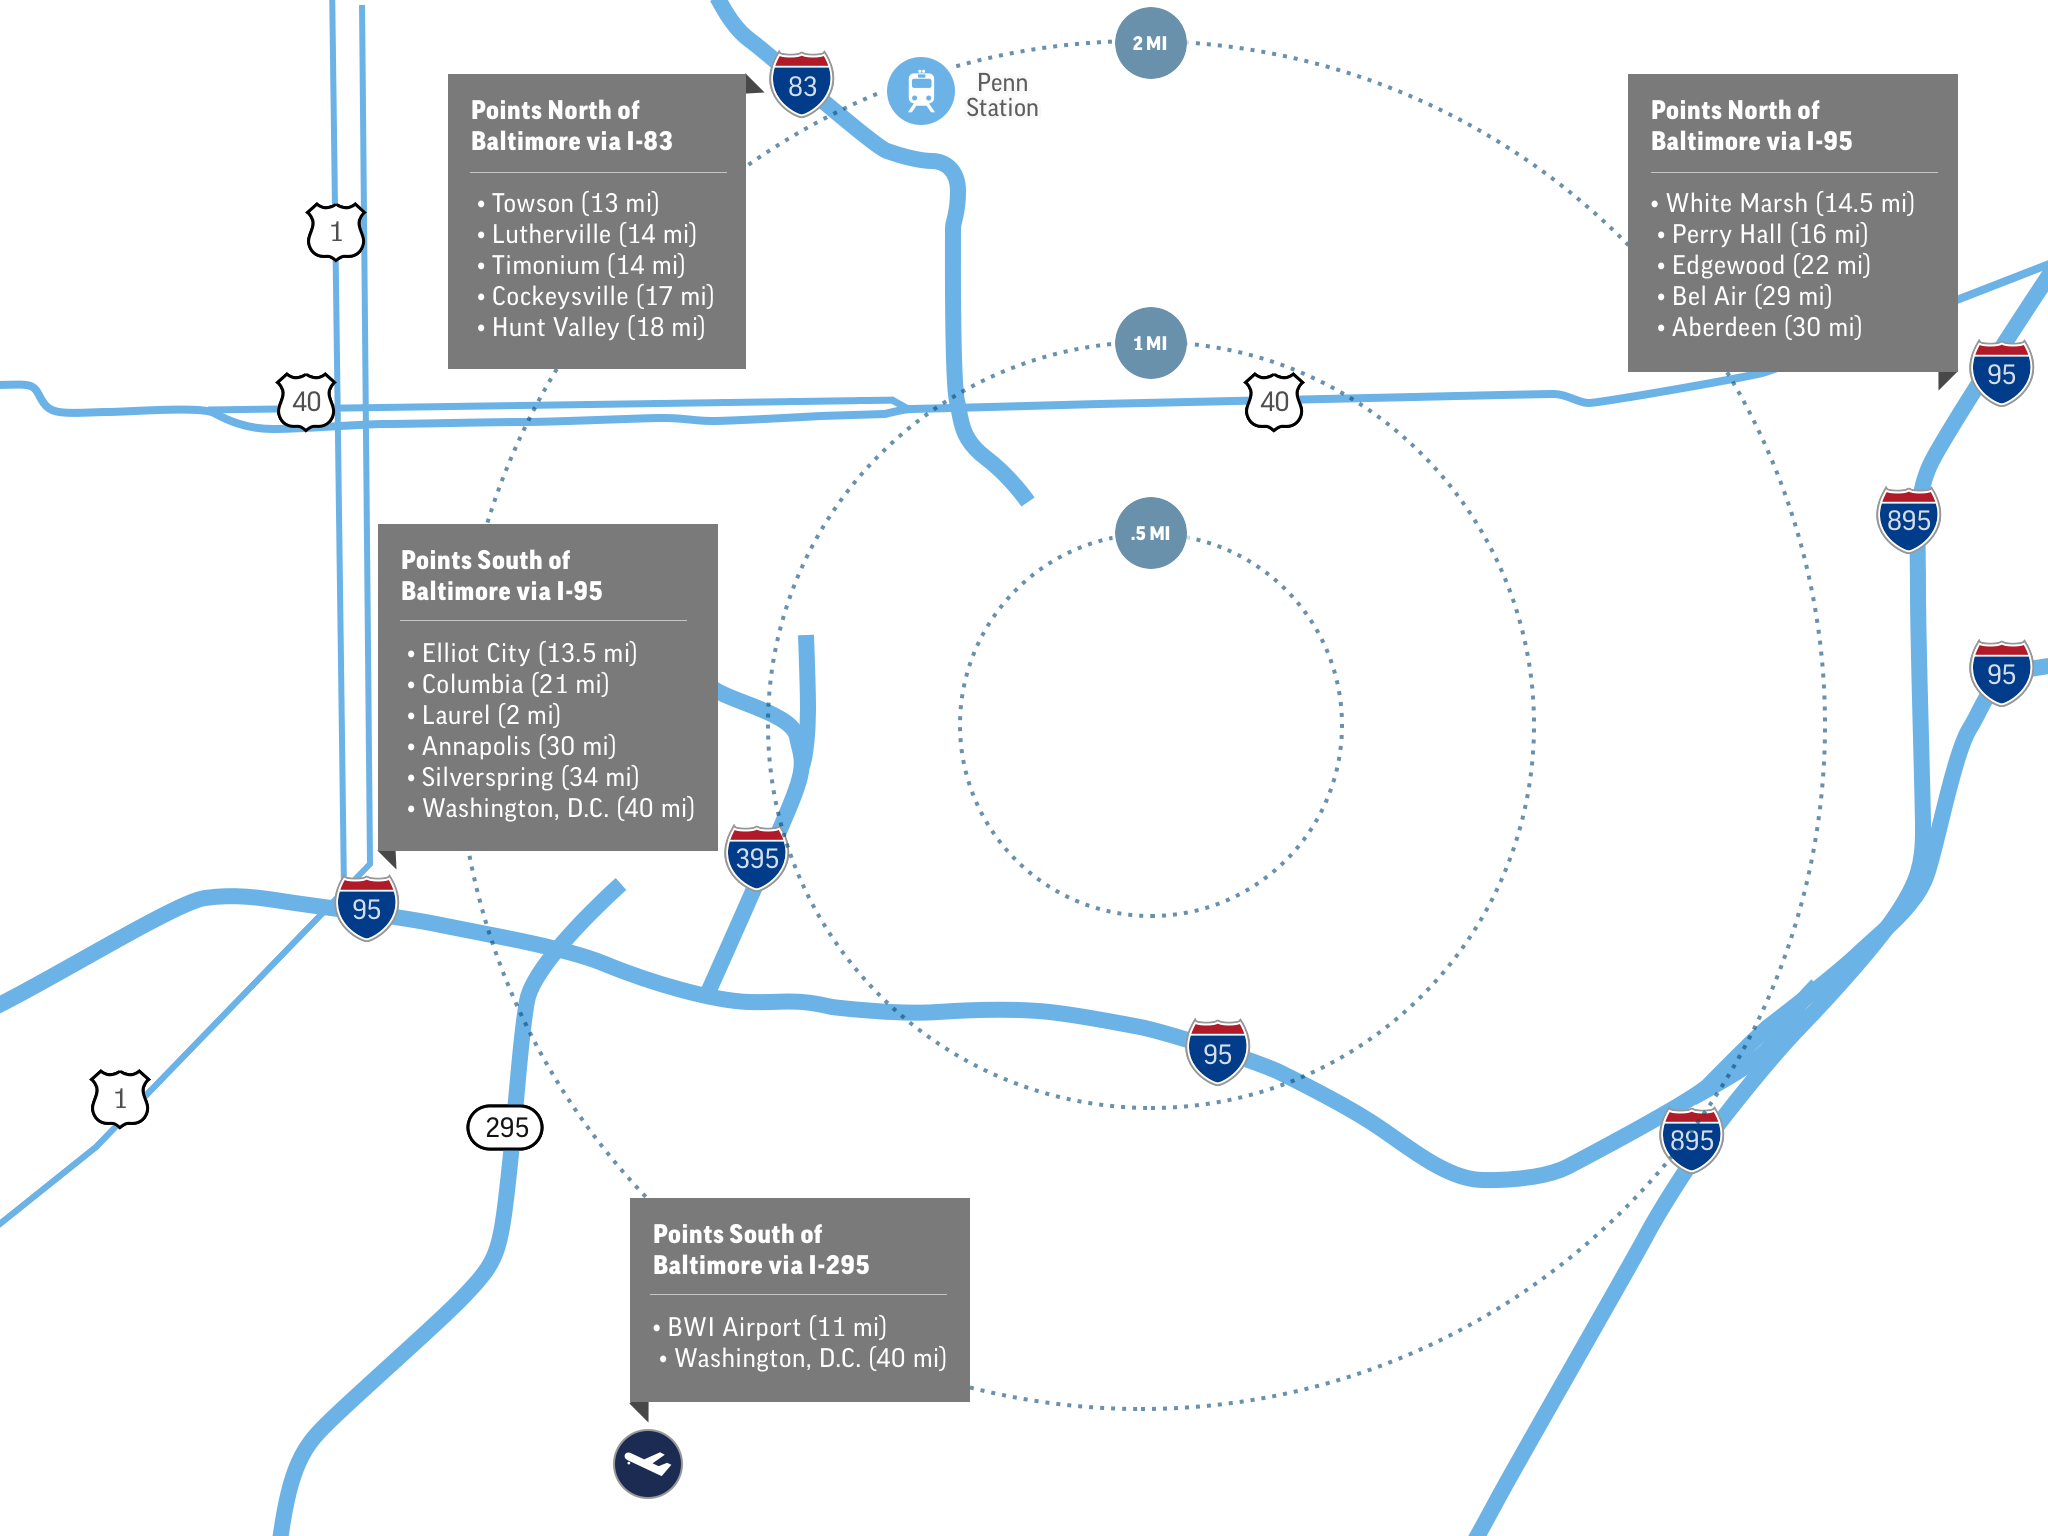 2 MI
83
Penn
Station
Points North of
Baltimore via I-83
• Towson (13 mi)
• Lutherville (14 mi)
• Timonium (14 mi)
• Cockeysville (17 mi)
• Hunt Valley (18 mi)
Points North of
Baltimore via I-95
• White Marsh (14.5 mi)
• Perry Hall (16 mi)
• Edgewood (22 mi)
• Bel Air (29 mi)
• Aberdeen (30 mi)
1
1 MI
95
40
40
895
.5 MI
Points South of
Baltimore via I-95
• Elliot City (13.5 mi)
• Columbia (21 mi)
• Laurel (2 mi)
• Annapolis (30 mi)
• Silverspring (34 mi)
• Washington, D.C. (40 mi)
95
395
95
95
1
295
895
Points South of
Baltimore via I-295
• BWI Airport (11 mi)
• Washington, D.C. (40 mi)